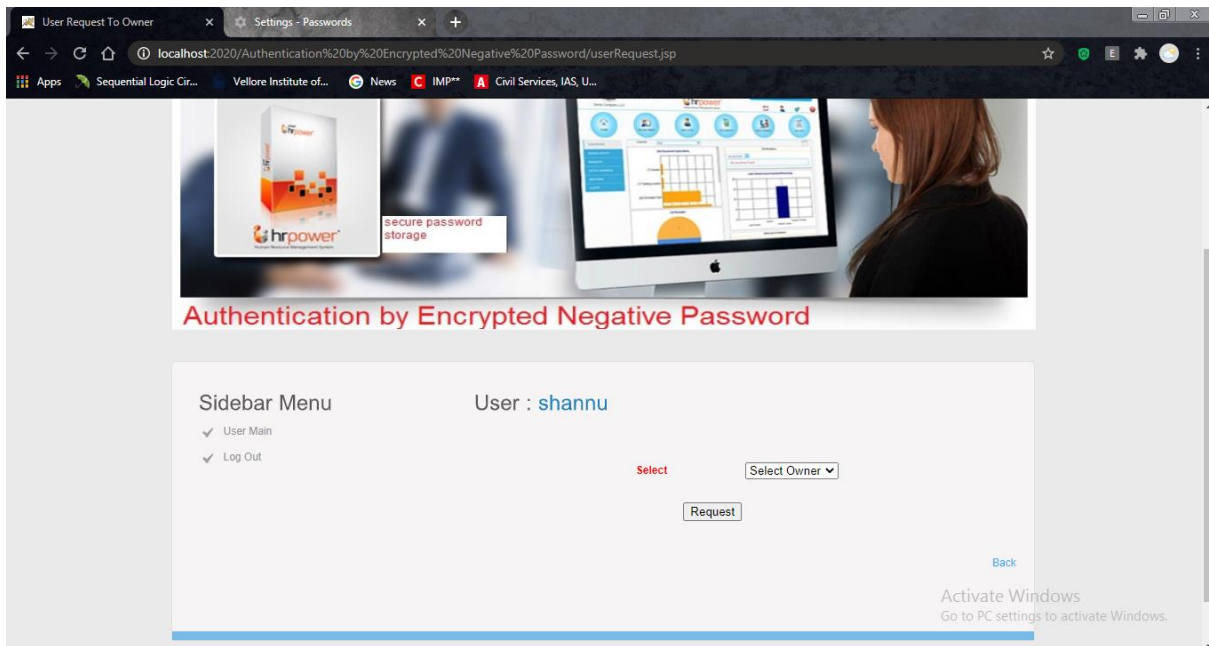 User Request To Owner
Settings - Passwords
localhost:2020/Authentication%20by%20Encrypted%20Negative%20Password/userRequest.jsp
Apps
Sequential Logic Cir...
Vellore Institute of...
News
IMP**
Civil Services, IAS, U...
hrpower
hrpower
secure password
storage
hrpower
Authentication by Encrypted Negative Password
Sidebar Menu
User : shannu
User Main
Log Out
Select
Select Owner
Request
Back
Activate Windows
Go to PC settings to activate Windows.